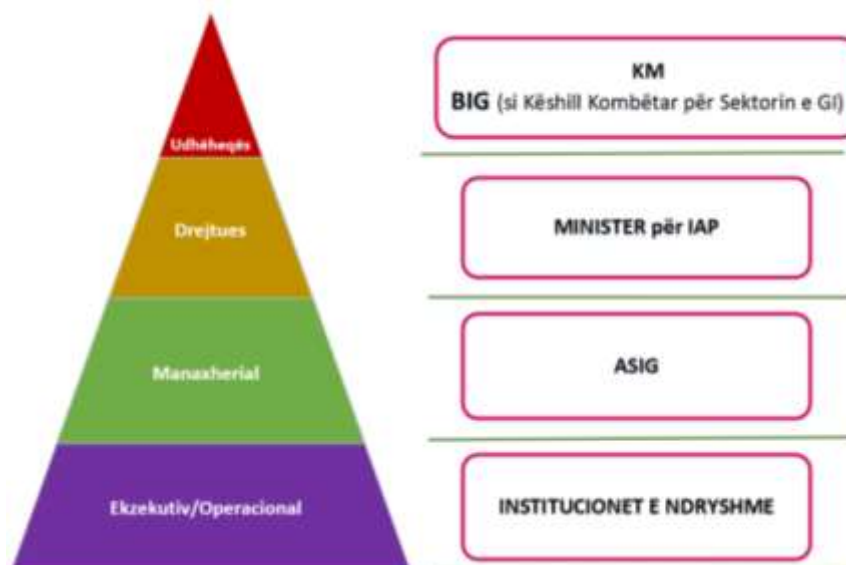 KM
BIG (si Këshill Kombëtar për Sektorin e GI)
Udhëheqës
Drejtues
MINISTER për IAP
Manaxherial
ASIG
Ekzekutiv/Operacional
INSTITUCIONET E NDRYSHME